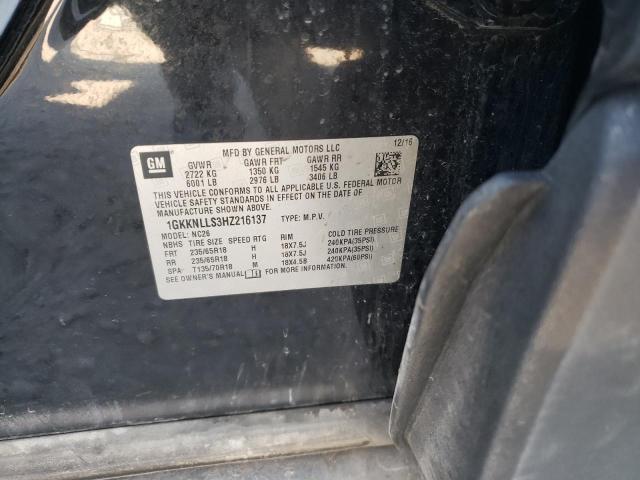 MFD BY GENERAL MOTORS LLC 12/16
GM
GVWR GAWR FRT GAWR RR
2722 KG 1350 KG 1545 KG
6001 LB 2976 LB 3406 LB
THIS VEHICLE CONFORMS TO ALL APPLICABLE U.S. FEDERAL MOTOR
VEHICLE SAFETY STANDARDS IN EFFECT ON THE DATE OF
MANUFACTURE SHOWN ABOVE.
1GKKNLLS3HZ216137 TYPE: M.P.V.
MODEL: NC26
NBHS TIRE SIZE SPEED RTG RIM COLD TIRE PRESSURE
FRT 235/65R18 H 18X7.5J 240KPA(35PSI)
RR 235/65R18 H 18X7.5J 240KPA(35PSI)
SPA T135/70R18 M 18X4.5B 420KPA(60PSI)
SEE OWNER'S MANUAL FOR MORE INFORMATION.